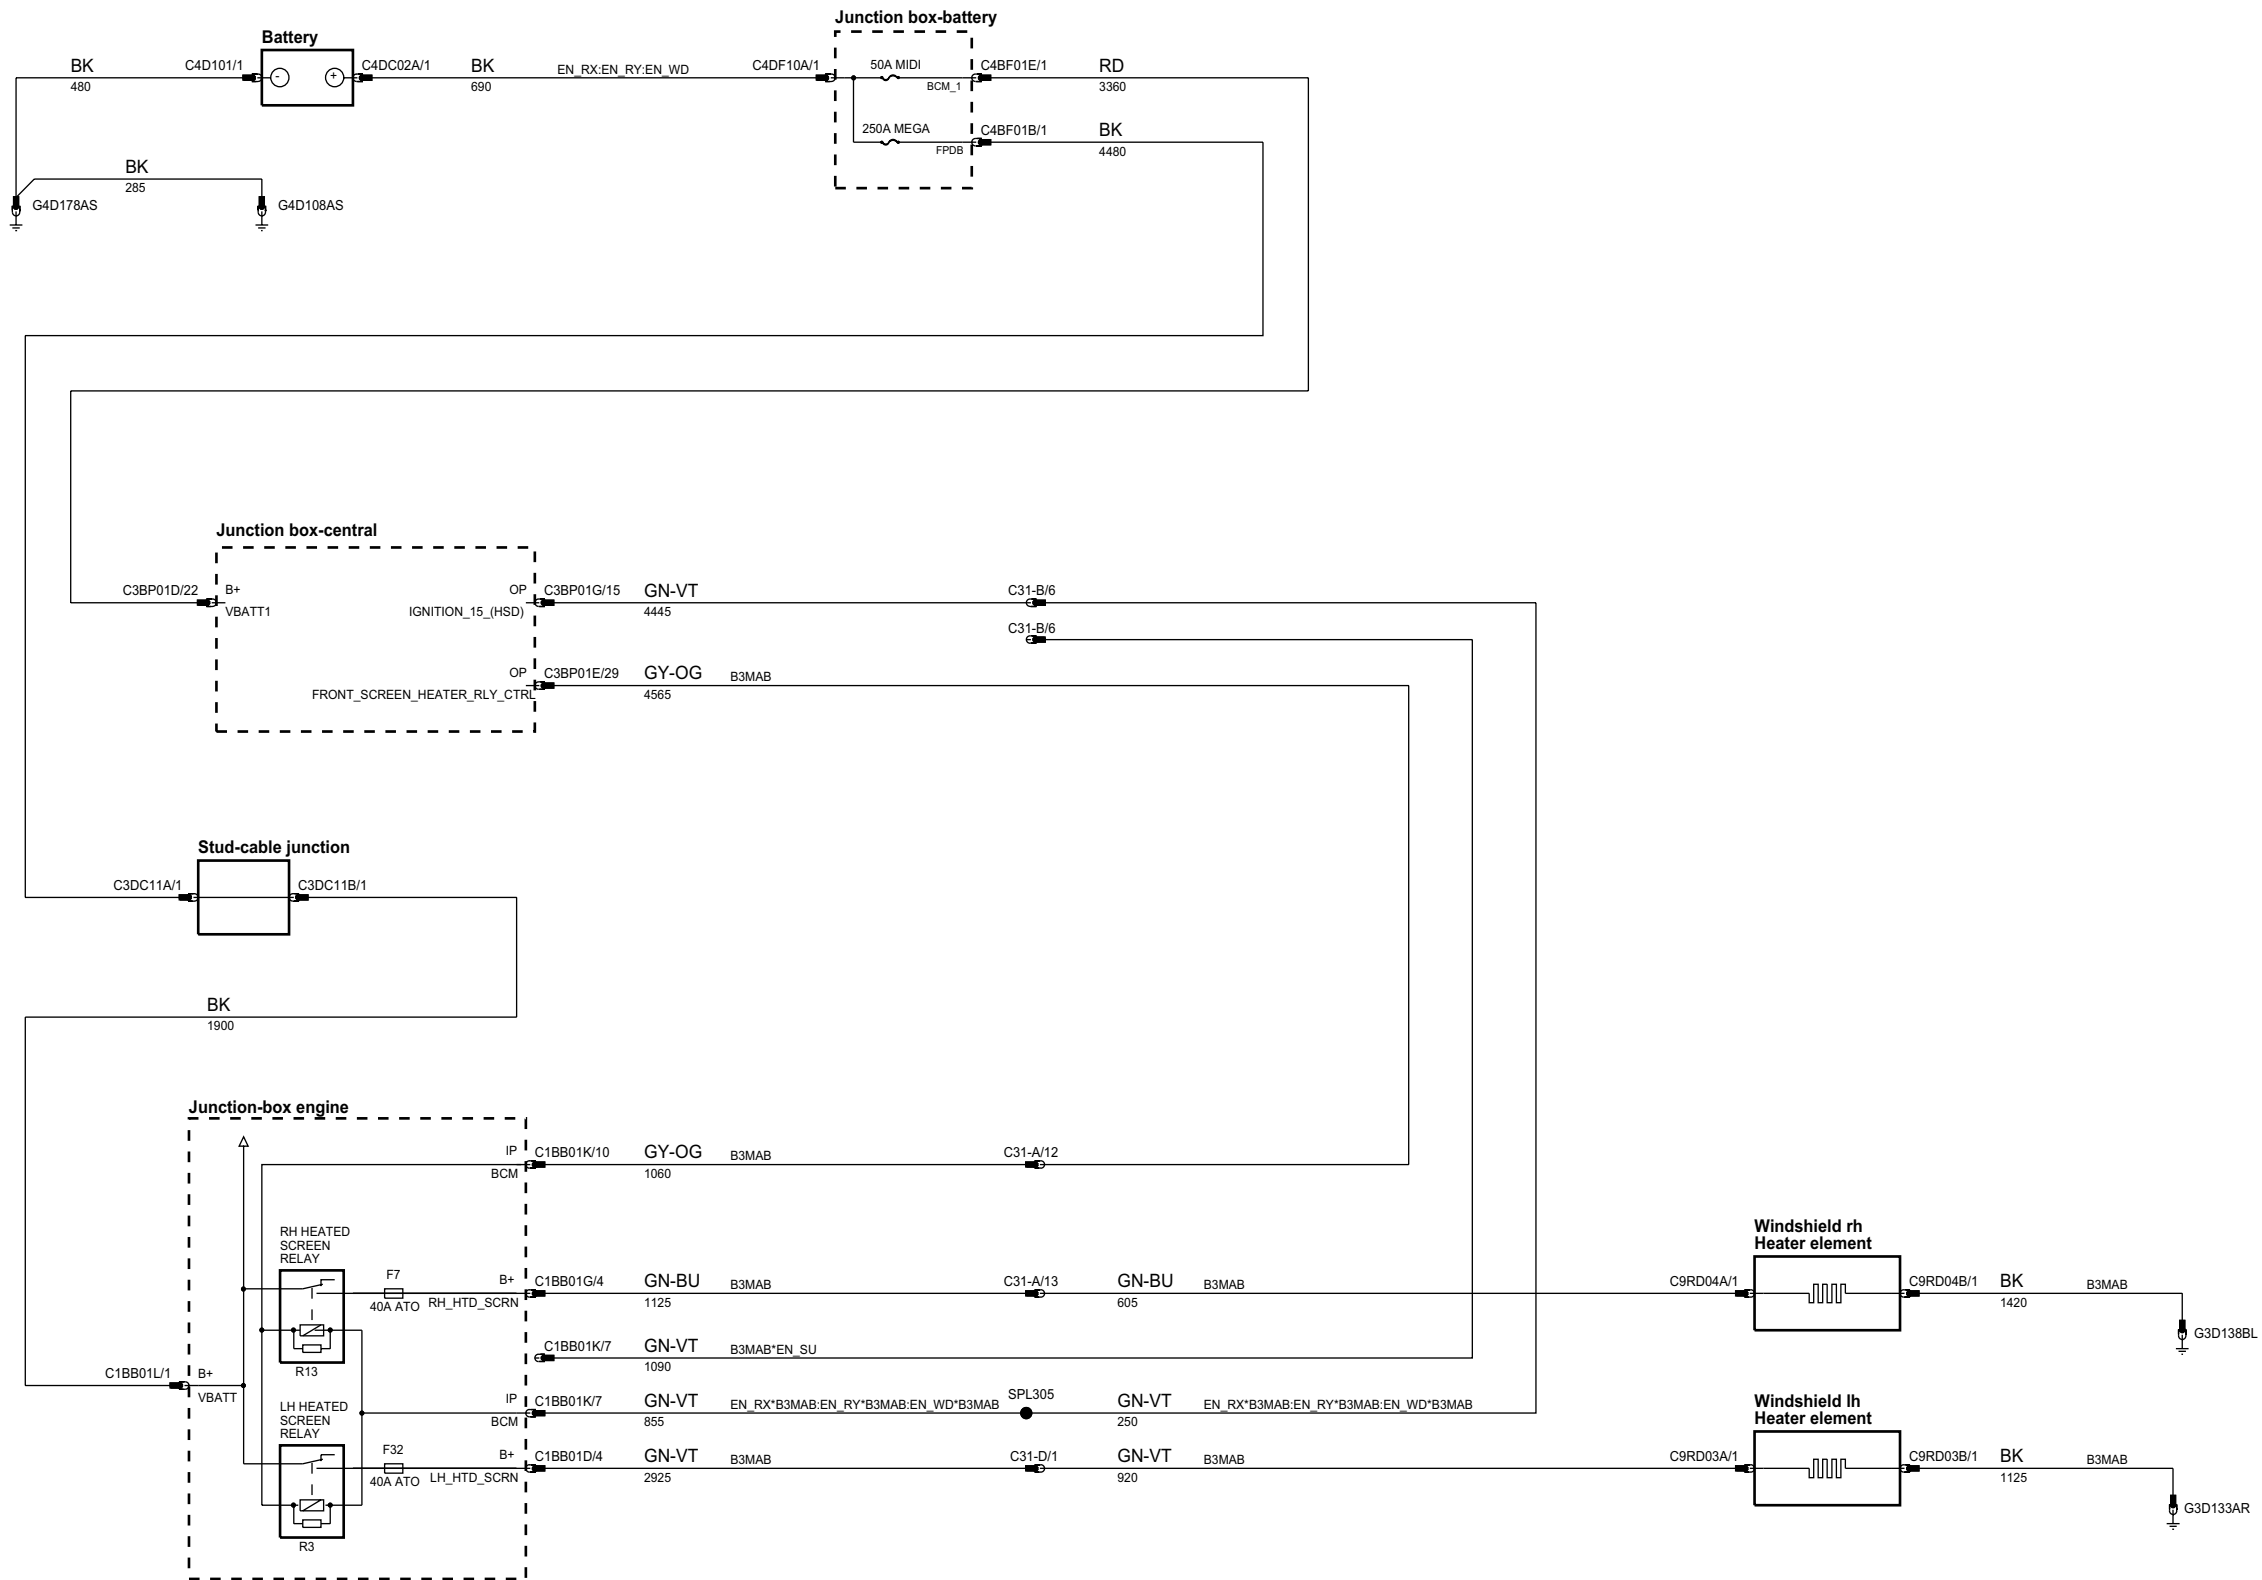 Junction box-battery
Battery
BK
480
C4D101/1
-
+
C4DC02A/1
BK
690
EN_RX:EN_RY:EN_WD
C4DF10A/1
50A MIDI
BCM_1
C4BF01E/1
RD
3360
250A MEGA
FPDB
C4BF01B/1
BK
4480
BK
285
G4D178AS
G4D108AS
Junction box-central
C3BP01D/22
B+
VBATT1
OP
IGNITION_15_(HSD)
C3BP01G/15
GN-VT
4445
C31-B/6
C31-B/6
OP
FRONT_SCREEN_HEATER_RLY_CTRL
C3BP01E/29
GY-OG
4565
B3MAB
Stud-cable junction
C3DC11A/1
C3DC11B/1
BK
1900
Junction-box engine
IP
BCM
C1BB01K/10
GY-OG
1060
B3MAB
C31-A/12
RH HEATED
SCREEN
RELAY
F7
40A ATO
B+
RH_HTD_SCRN
C1BB01G/4
GN-BU
1125
B3MAB
C31-A/13
GN-BU
605
B3MAB
Windshield rh
Heater element
C9RD04A/1
C9RD04B/1
BK
1420
B3MAB
G3D138BL
R13
C1BB01K/7
GN-VT
1090
B3MAB*EN_SU
C1BB01L/1
B+
VBATT
IP
BCM
C1BB01K/7
GN-VT
855
EN_RX*B3MAB:EN_RY*B3MAB:EN_WD*B3MAB
SPL305
GN-VT
250
EN_RX*B3MAB:EN_RY*B3MAB:EN_WD*B3MAB
LH HEATED
SCREEN
RELAY
F32
40A ATO
B+
LH_HTD_SCRN
C1BB01D/4
GN-VT
2925
B3MAB
C31-D/1
GN-VT
920
B3MAB
Windshield lh
Heater element
C9RD03A/1
C9RD03B/1
BK
1125
B3MAB
G3D133AR
R3